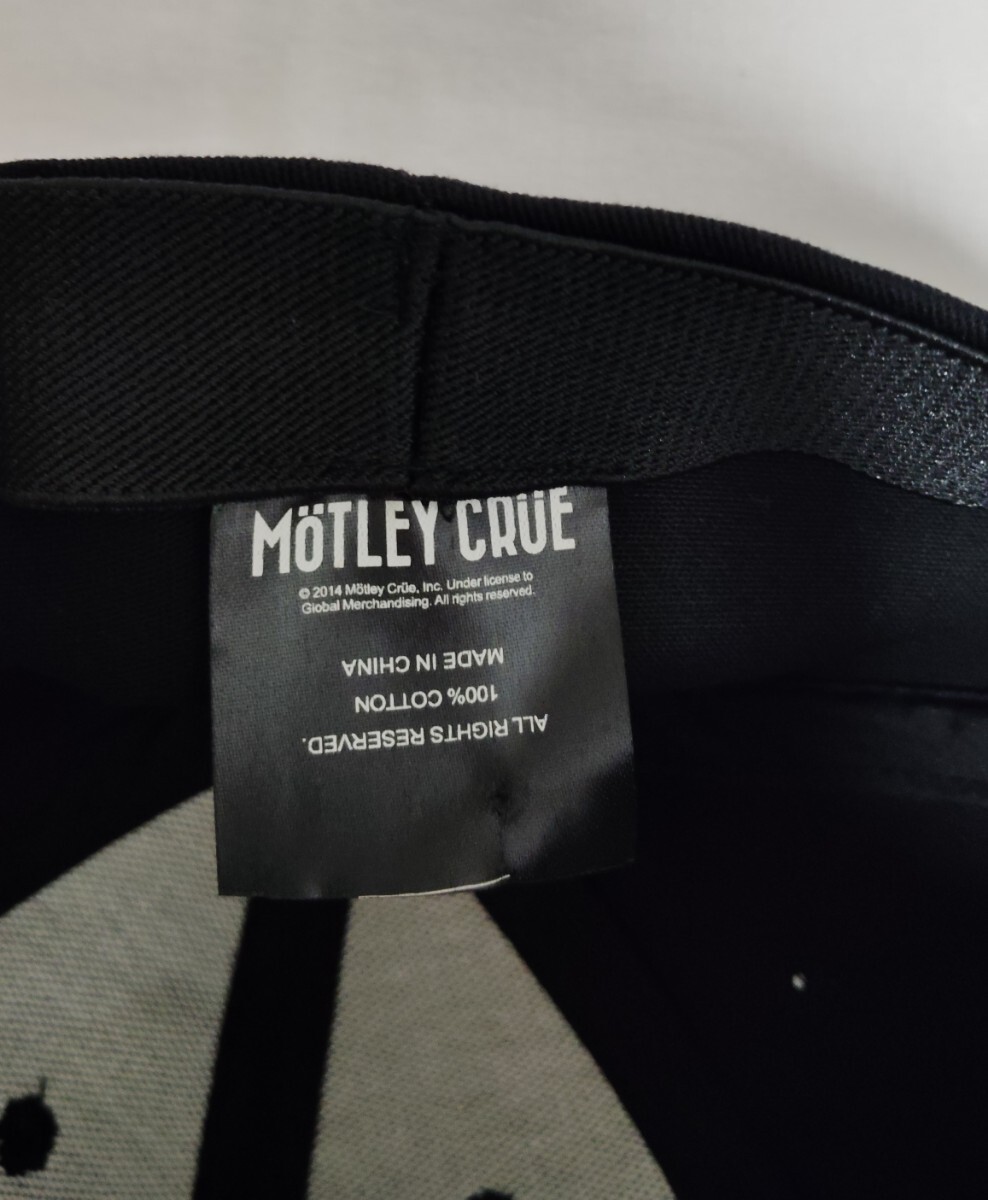 MÖTLEY CRÜE
© 2014 Mötley Crüe, Inc. Under license to
Global Merchandising. All rights reserved.
ALL RIGHTS RESERVED.
100% COTTON
MADE IN CHINA